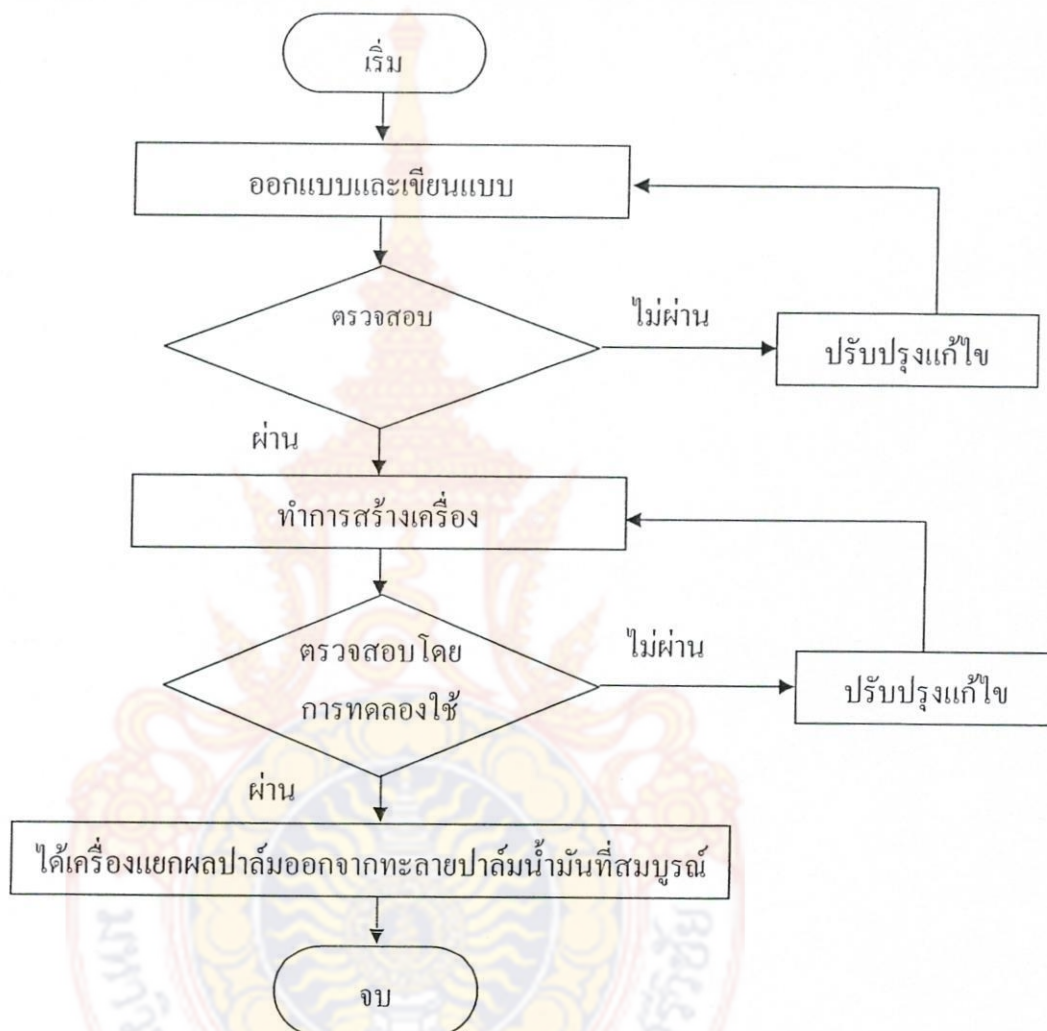 เริ่ม
ออกแบบและเขียนแบบ
ตรวจสอบ
ไม่ผ่าน
ปรับปรุงแก้ไข
ผ่าน
ทำการสร้างเครื่อง
ตรวจสอบโดย
การทดลองใช้
ไม่ผ่าน
ปรับปรุงแก้ไข
ผ่าน
ได้เครื่องแยกผลปาล์มออกจากทะลายปาล์มน้ำมันที่สมบูรณ์
จบ